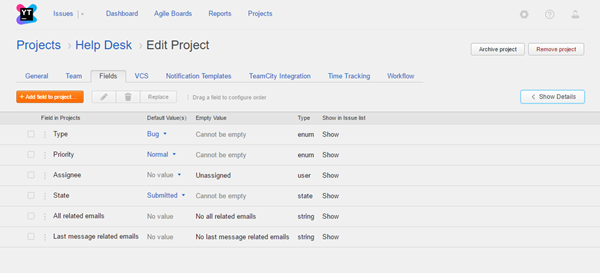 YT
Issues Dashboard Agile Boards Reports Projects
Projects > Help Desk > Edit Project
Archive project Remove project
General Team Fields VCS Notification Templates TeamCity Integration Time Tracking Workflow
+ Add field to project... Replace Drag a field to configure order < Show Details
Field in Projects Default Value(s) Empty Value Type Show in Issue list
Type Bug Cannot be empty enum Show
Priority Normal Cannot be empty enum Show
Assignee No value Unassigned user Show
State Submitted Cannot be empty state Show
All related emails No value No all related emails string Show
Last message related emails No value No last message related emails string Show